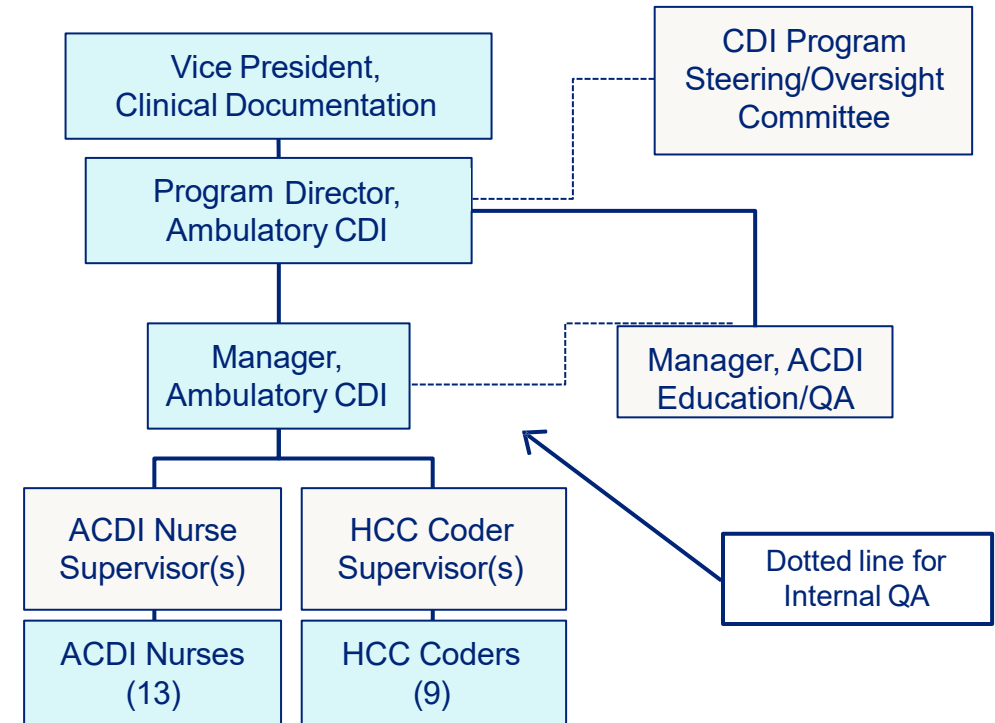 Vice President,
Clinical Documentation
CDI Program
Steering/Oversight
Committee
Program Director,
Ambulatory CDI
Manager,
Ambulatory CDI
Manager, ACDI
Education/QA
ACDI Nurse
Supervisor(s)
HCC Coder
Supervisor(s)
Dotted line for
Internal QA
ACDI Nurses
(13)
HCC Coders
(9)